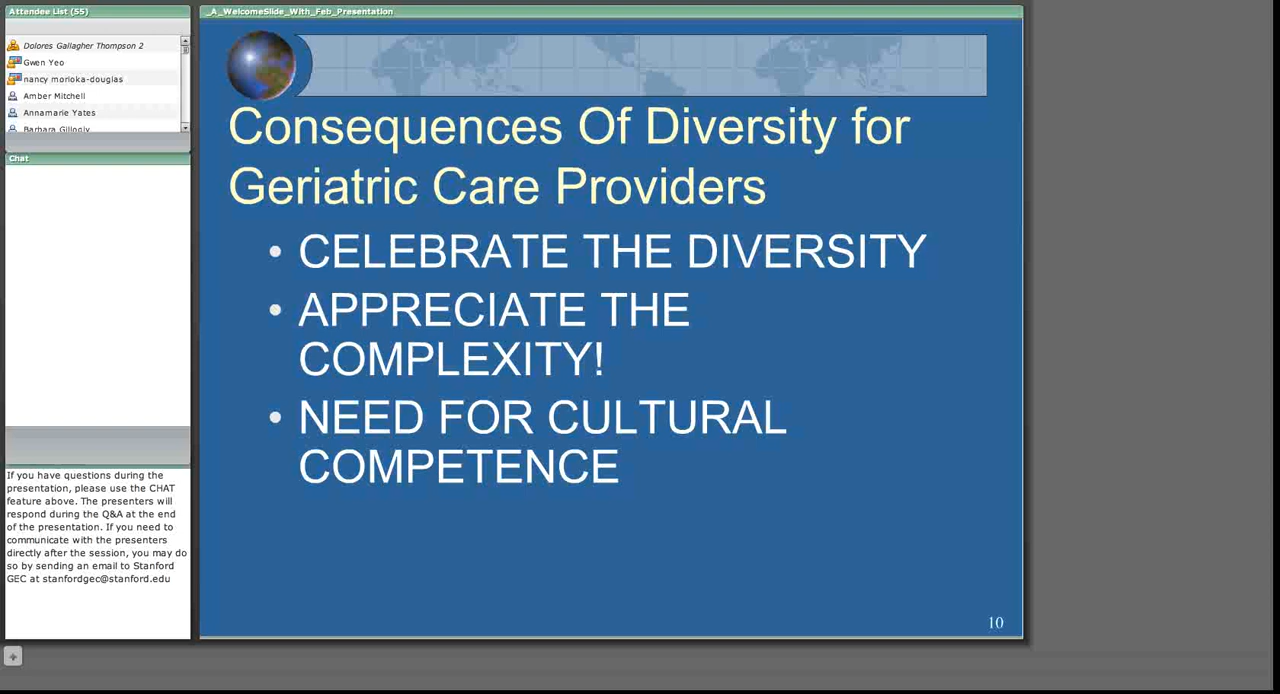 Attendee List (55)
Dolores Gallagher Thompson 2
Gwen Yeo
nancy morioka-douglas
Amber Mitchell
Annamarie Yates
Barbara Gillogly
Chat
If you have questions during the
presentation, please use the CHAT
feature above. The presenters will
respond during the Q&A at the end
of the presentation. If you need to
communicate with the presenters
directly after the session, you may do
so by sending an email to Stanford
GEC at stanfordgec@stanford.edu
_A_WelcomeSlide_With_Feb_Presentation
Consequences Of Diversity for
Geriatric Care Providers
• CELEBRATE THE DIVERSITY
• APPRECIATE THE
COMPLEXITY!
• NEED FOR CULTURAL
COMPETENCE
10